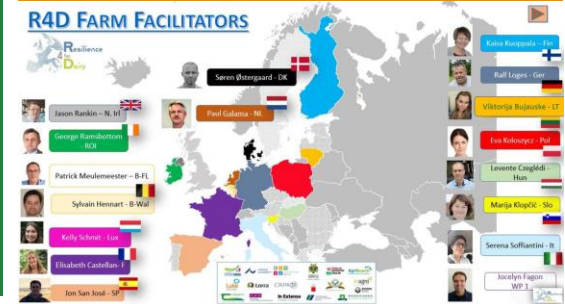 R4D FARM FACILITATORS
Resilience
for
Dairy
Søren Østergaard - DK
Paul Galama - NL
Jason Rankin – N. Irl
George Ramsbottom
- ROI
Patrick Meulemeester – B-FL
Sylvain Hennart - B-Wal
Kelly Schmit - Lux
Elisabeth Castellan- F
Jon San José - SP
Kaisa Kuoppala – Fin
Ralf Loges - Ger
Viktorija Bujauske - LT
Eva Kołoszycz - Pol
Levente Czeglédi -
Hun
Marija Klopčič - Slo
Serena Soffiantini - It
Jocelyn Fagon
WP 1